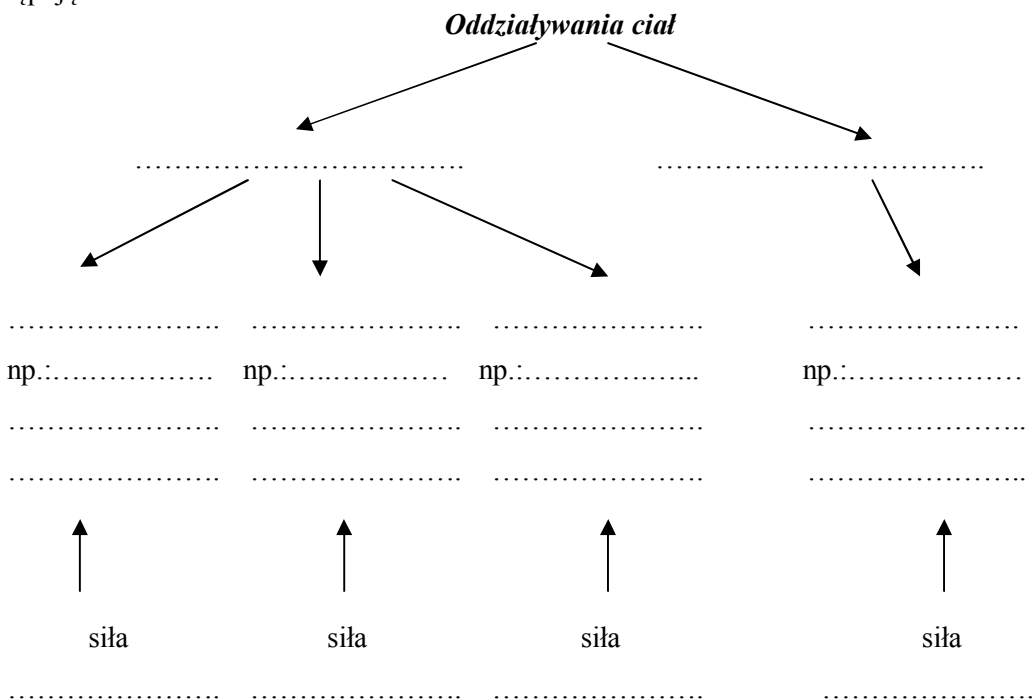 Oddziaływania ciał
……………………………. …………………………….
…………………. …………………. …………………. ………………….
np.:……………… np.:……………… np.:……………….. np.:………………
…………………. …………………. …………………. …………………..
…………………. …………………. …………………. …………………..
siła siła siła siła
…………………. …………………. …………………. ………………….